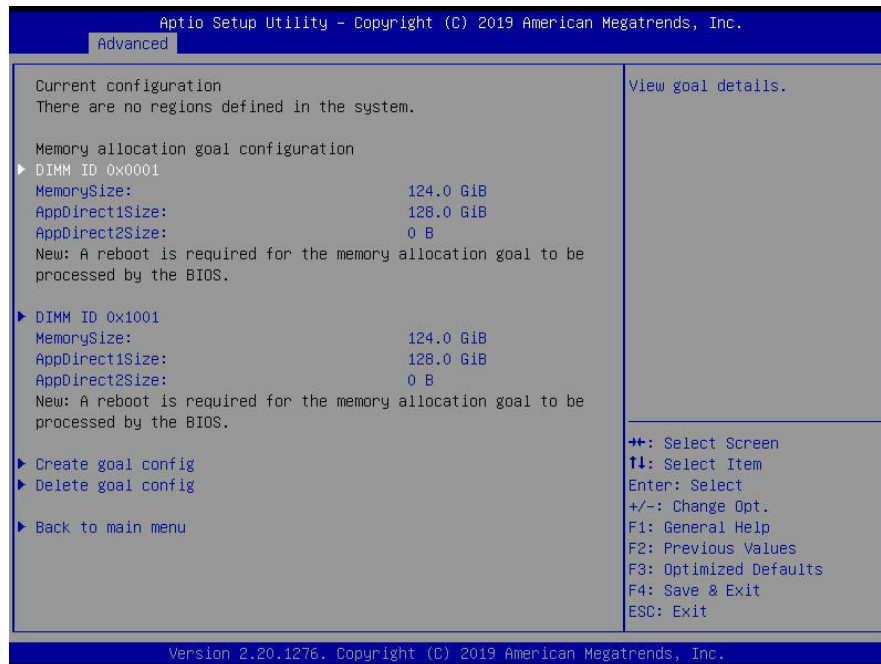 Aptio Setup Utility – Copyright (C) 2019 American Megatrends, Inc.
Advanced
Current configuration
There are no regions defined in the system.
Memory allocation goal configuration
DIMM ID 0x0001
MemorySize: 124.0 GiB
AppDirect1Size: 128.0 GiB
AppDirect2Size: 0 B
New: A reboot is required for the memory allocation goal to be
processed by the BIOS.
DIMM ID 0x1001
MemorySize: 124.0 GiB
AppDirect1Size: 128.0 GiB
AppDirect2Size: 0 B
New: A reboot is required for the memory allocation goal to be
processed by the BIOS.
Create goal config
Delete goal config
Back to main menu
View goal details.
→←: Select Screen
↑↓: Select Item
Enter: Select
+/-: Change Opt.
F1: General Help
F2: Previous Values
F3: Optimized Defaults
F4: Save & Exit
ESC: Exit
Version 2.20.1276. Copyright (C) 2019 American Megatrends, Inc.